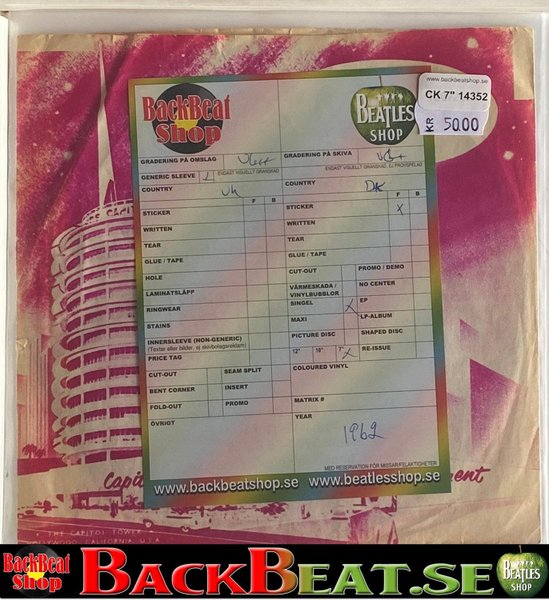 www.backbeatshop.se
CK 7" 14352
KR 50.00
BackBeat
Shop
BEATLES
SHOP
GRADERING PÅ OMSLAG
ENDAST VISUELLT GRANSKAD
GENERIC SLEEVE
COUNTRY UK
F B
STICKER
WRITTEN
TEAR
GLUE / TAPE
HOLE
LAMINATSLÄPP
RINGWEAR
STAINS
INNERSLEEVE (NON-GENERIC)
(Texter eller bilder, ej skivbolagsreklam)
PRICE TAG
CUT-OUT SEAM SPLIT
BENT CORNER INSERT
FOLD-OUT PROMO
ÖVRIGT
GRADERING PÅ SKIVA
ENDAST VISUELLT GRANSKAD, EJ PROVSPELAD
COUNTRY DK
F B
STICKER X
WRITTEN
TEAR
GLUE / TAPE
CUT-OUT PROMO / DEMO
VÄRMESKADA /
VINYLBUBBLOR
NO CENTER
SINGEL X EP
MAXI LP-ALBUM
PICTURE DISC SHAPED DISC
12" 10" 7" X RE-ISSUE
COLOURED VINYL
MATRIX #
YEAR
1962
MED RESERVATION FÖR MISSAR/FELAKTIGHETER
www.backbeatshop.se www.beatlesshop.se
THE CAPITOL TOWER
HOLLYWOOD, CALIFORNIA, U.S.A.
BackBeat
Shop
BACKBEAT.SE
BEATLES
SHOP